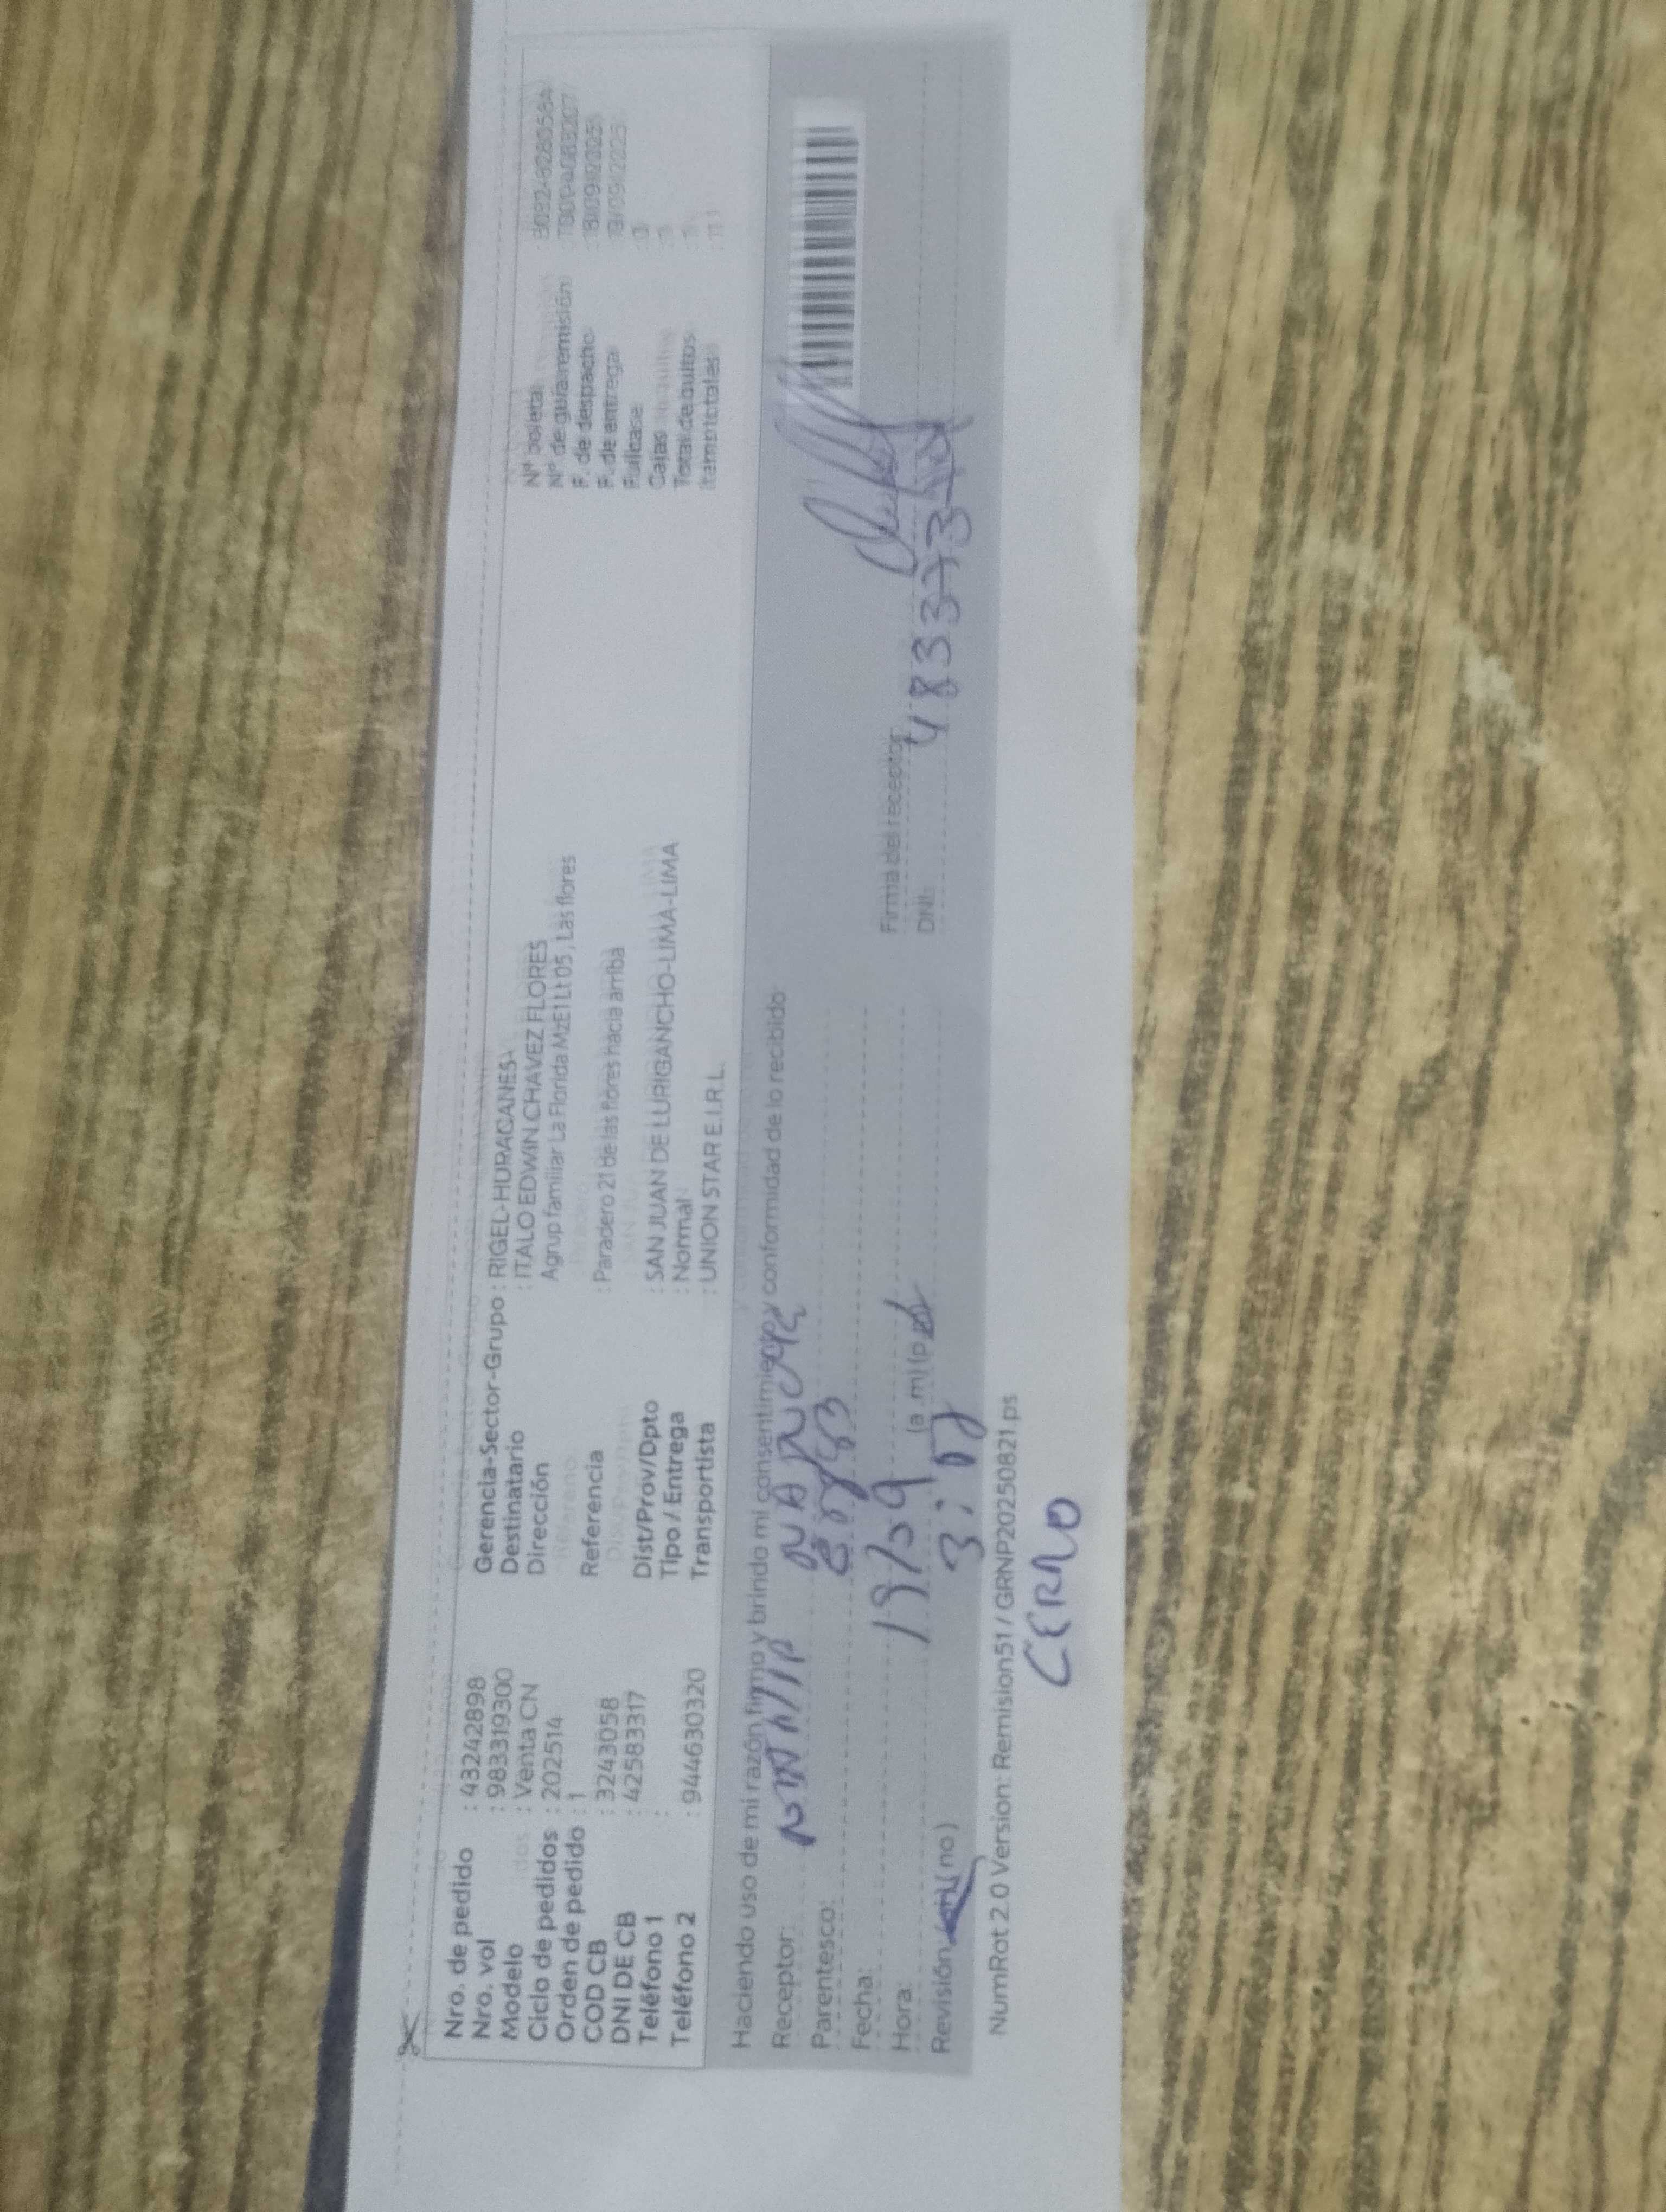 Nro. de pedido : 43242898
Nro. vol : 9833319300
Modelo : Venta CN
Ciclo de pedidos : 202514
Orden de pedido : 1
COD CB : 3243058
DNI DE CB : 42583317
Teléfono 1 :
Teléfono 2 : 944630320
Gerencia-Sector-Grupo : RIGEL-HURACANES-
Destinatario : ITALO EDWIN CHAVEZ FLORES
Dirección Agrup familiar La Florida MzE1 Lt 05 , Las flores
Referencia : Paradero 21 de las flores hacia arriba
Dist/Prov/Dpto : SAN JUAN DE LURIGANCHO-LIMA-LIMA
Tipo / Entrega : Normal
Transportista : UNION STAR E.I.R.L.
Nº boleta
Nº de guía remisión
F. de despacho
F. de entrega
Fullcase
Cajas
Total de bultos
Item totales
Haciendo uso de mi razón firmo y brindo mi consentimiento y conformidad de lo recibido
Receptor:
Parentesco:
Fecha: 19/09
Hora: 3:07 (a.m) (p
Revisión (no)
Firma del receptor
DNI:
NumRot 2.0 Version: Remision51 / GRNP20250821.ps
CERRO